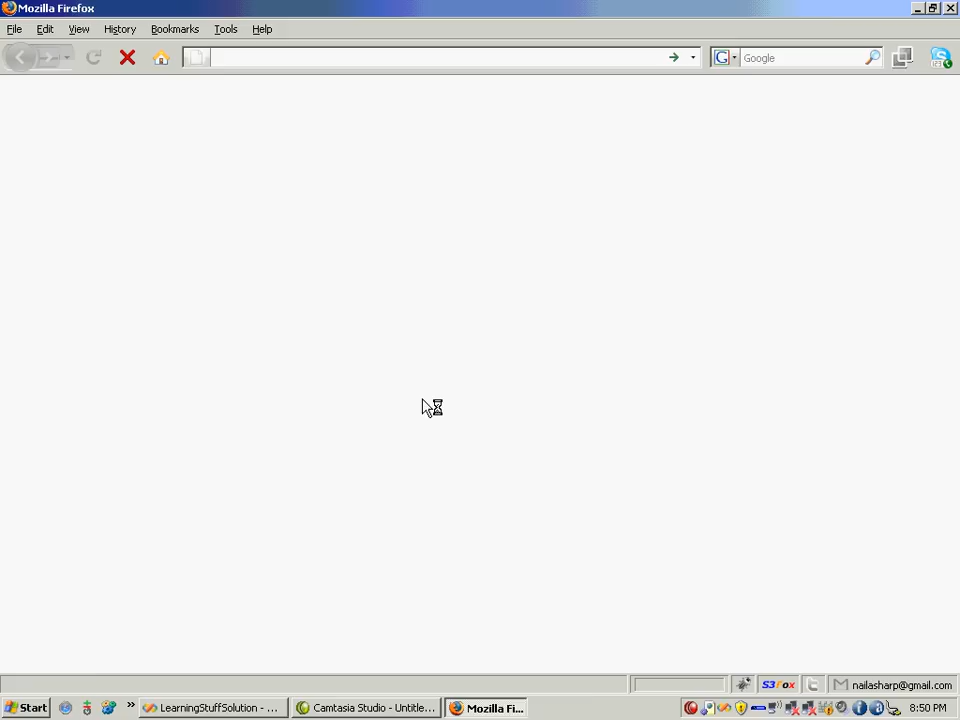 Mozilla Firefox
File Edit View History Bookmarks Tools Help
G Google
S3Fox nailasharp@gmail.com
Start » LearningStuffSolution - ... Camtasia Studio - Untitle... Mozilla Fi... 8:50 PM